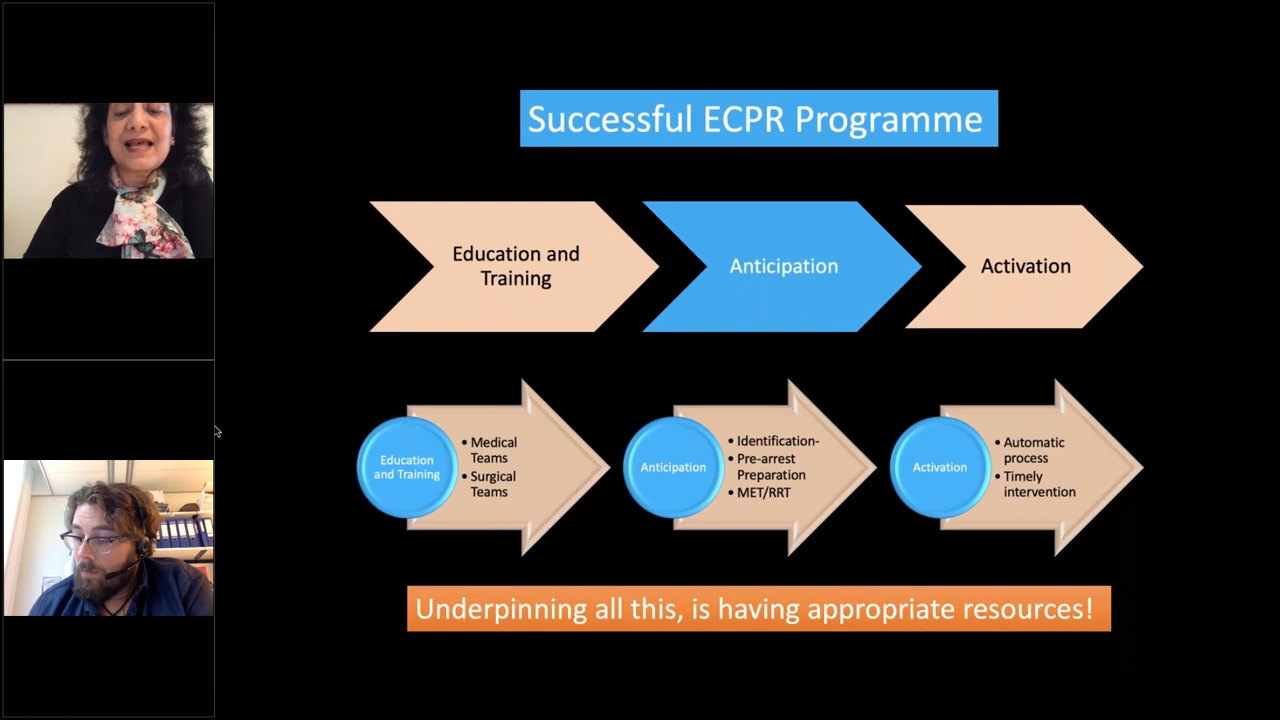 Successful ECPR Programme
Education and
Training
Anticipation
Activation
Education
and Training
• Medical
Teams
• Surgical
Teams
Anticipation
• Identification-
• Pre-arrest
Preparation
• MET/RRT
Activation
• Automatic
process
• Timely
intervention
Underpinning all this, is having appropriate resources!